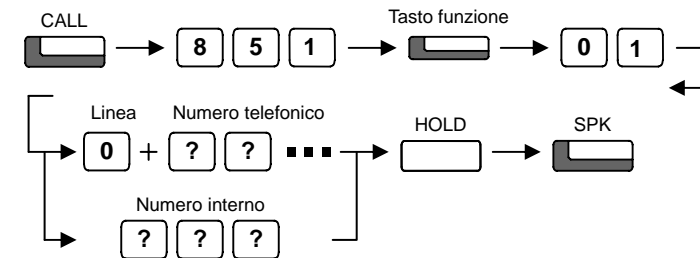 CALL
Tasto funzione
8 5 1
0 1
Linea
Numero telefonico
HOLD
SPK
0 + ? ?
Numero interno
? ? ?